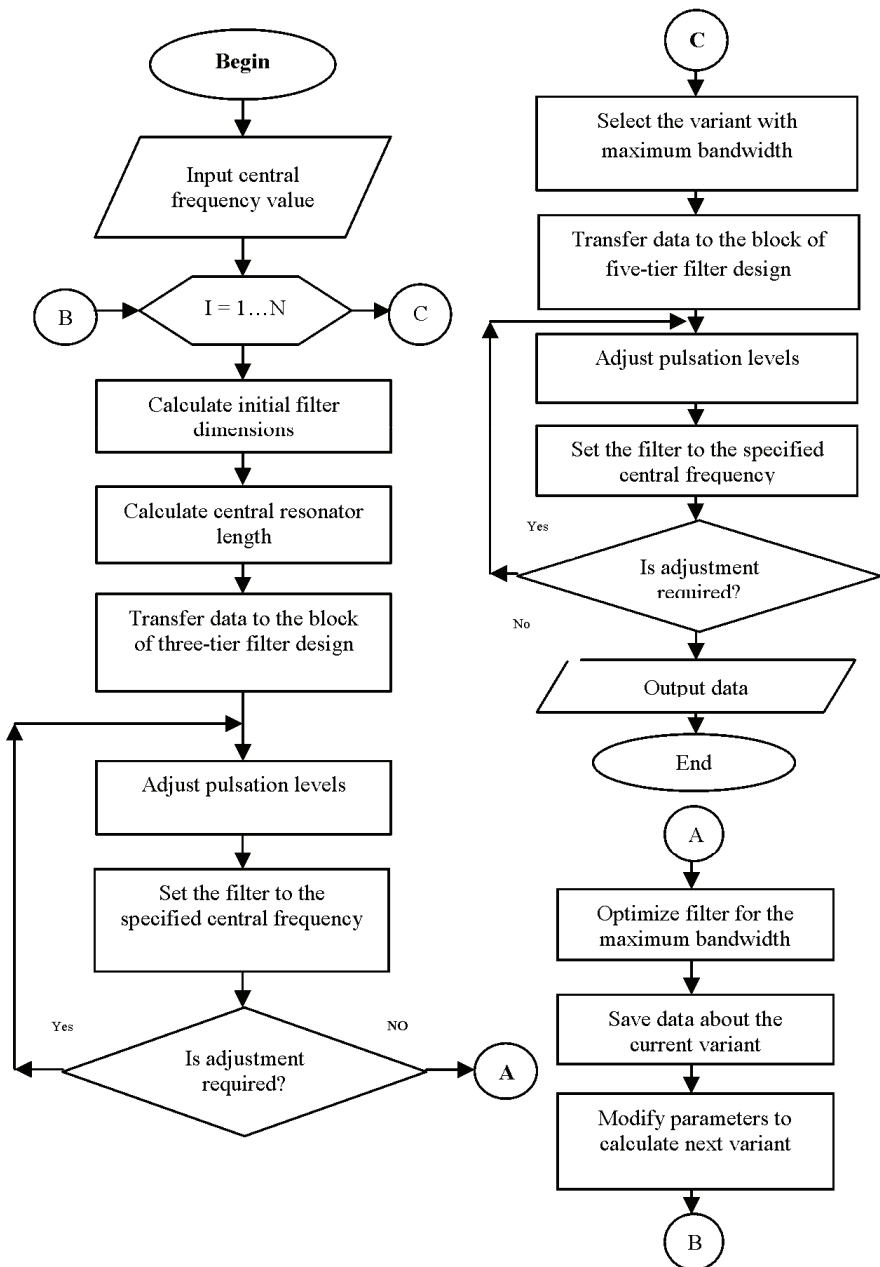 Begin
Input central
frequency value
B
I = 1…N
C
Calculate initial filter
dimensions
Calculate central resonator
length
Transfer data to the block
of three-tier filter design
Adjust pulsation levels
Set the filter to the
specified central frequency
Yes
NO
Is adjustment
required?
A
C
Select the variant with
maximum bandwidth
Transfer data to the block of
five-tier filter design
Adjust pulsation levels
Set the filter to the specified
central frequency
Yes
Is adjustment
required?
No
Output data
End
A
Optimize filter for the
maximum bandwidth
Save data about the
current variant
Modify parameters to
calculate next variant
B